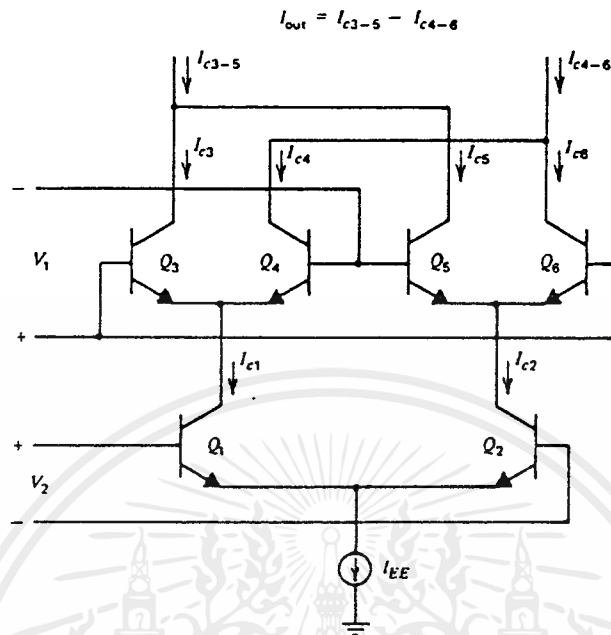 I_out = I_c3-5 − I_c4-6
I_c3-5
I_c4-6
I_c3
I_c4
I_c5
I_c6
−
V_1
Q_3
Q_4
Q_5
Q_6
+
I_c1
I_c2
+
Q_1
Q_2
V_2
−
I_EE